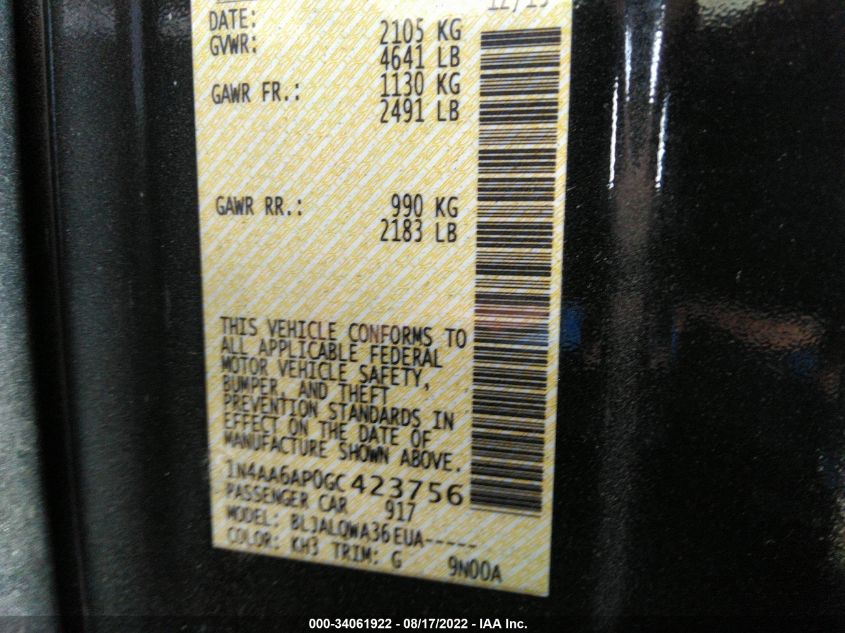 DATE: 12/15
GVWR: 2105 KG
4641 LB
GAWR FR.: 1130 KG
2491 LB
GAWR RR.: 990 KG
2183 LB
THIS VEHICLE CONFORMS TO
ALL APPLICABLE FEDERAL
MOTOR VEHICLE SAFETY,
BUMPER, AND THEFT
PREVENTION STANDARDS IN
EFFECT ON THE DATE OF
MANUFACTURE SHOWN ABOVE.
1N4AA6AP0GC423756
PASSENGER CAR 917
MODEL: BLJALQWA36EUA-----
COLOR: KH3 TRIM: G 9N00A
000-34061922 - 08/17/2022 - IAA Inc.